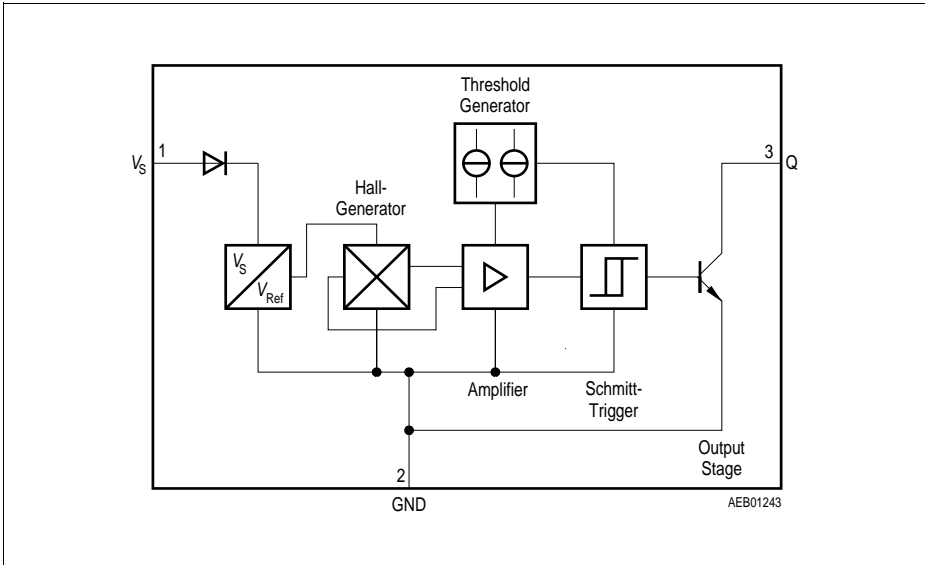 Threshold
Generator
1
V_S
3
Q
Hall-
Generator
V_S
V_Ref
Amplifier
Schmitt-
Trigger
Output
Stage
2
GND
AEB01243